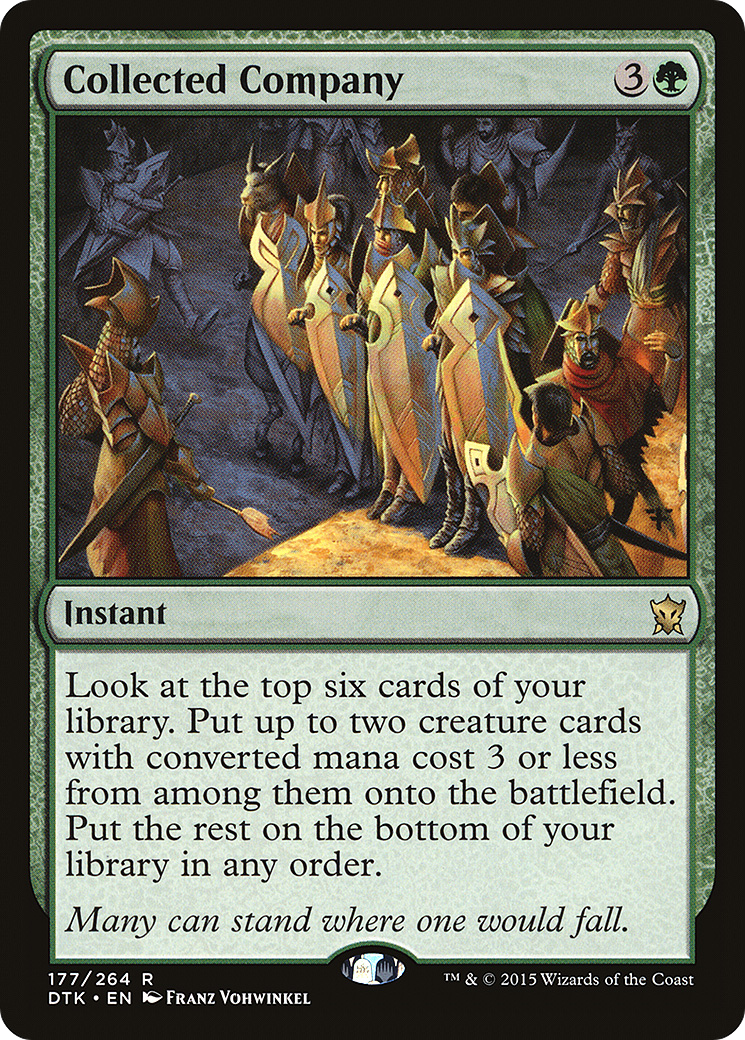 Collected Company 3
Instant
Look at the top six cards of your
library. Put up to two creature cards
with converted mana cost 3 or less
from among them onto the battlefield.
Put the rest on the bottom of your
library in any order.
Many can stand where one would fall.
177/264 R
DTK • EN Franz Vohwinkel
™ & © 2015 Wizards of the Coast